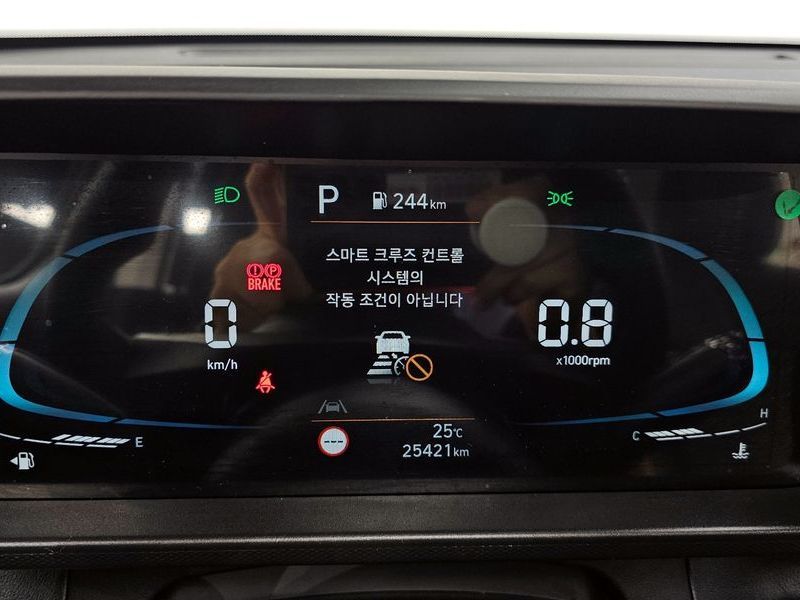 P 244km
스마트 크루즈 컨트롤
시스템의
작동 조건이 아닙니다
(!) (P)
BRAKE
0
km/h
0.8
x1000rpm
E
---
25℃
25421km
C
H